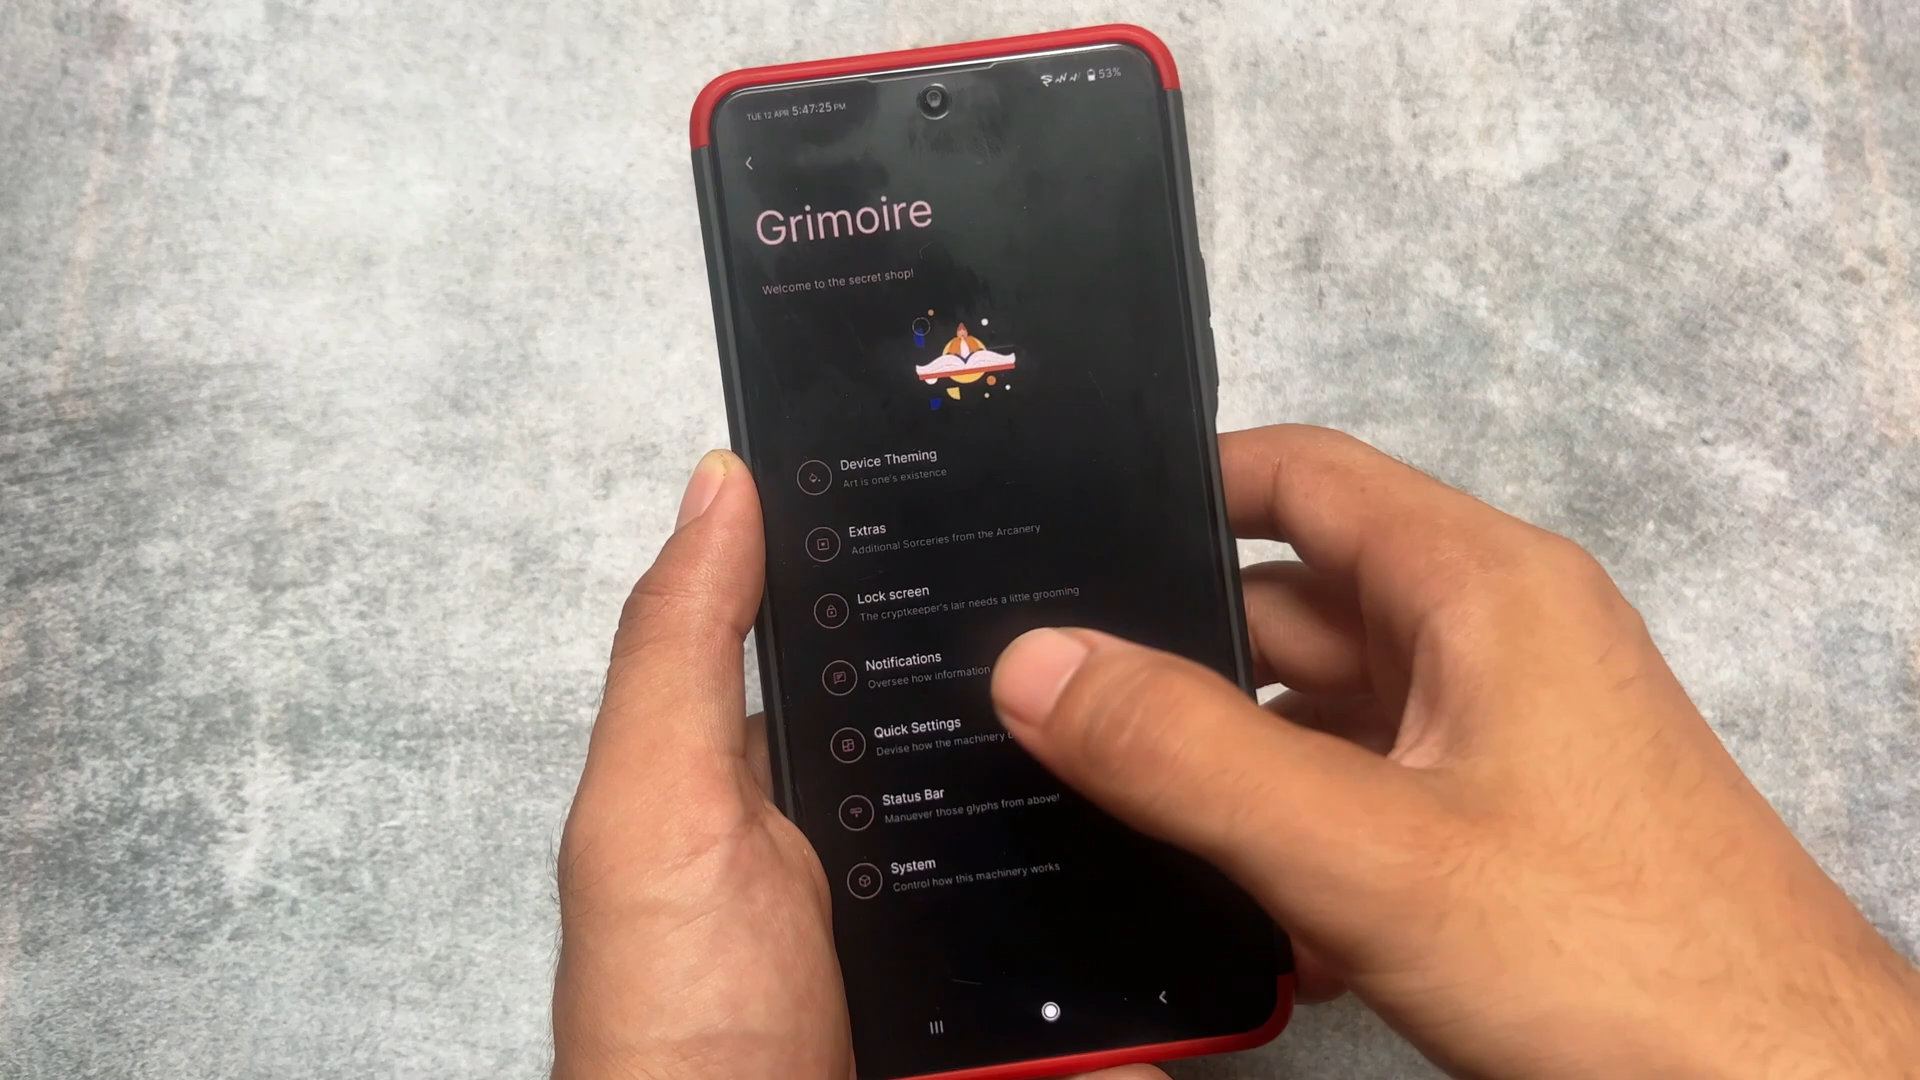 TUE 12 APR 5:47:25 PM
53%
Grimoire
Welcome to the secret shop!
Device Theming
Art is one's existence
Extras
Additional Sorceries from the Arcanery
Lock screen
The cryptkeeper's lair needs a little grooming
Notifications
Oversee how information
Quick Settings
Devise how the machinery
Status Bar
Manuever those glyphs from above!
System
Control how this machinery works